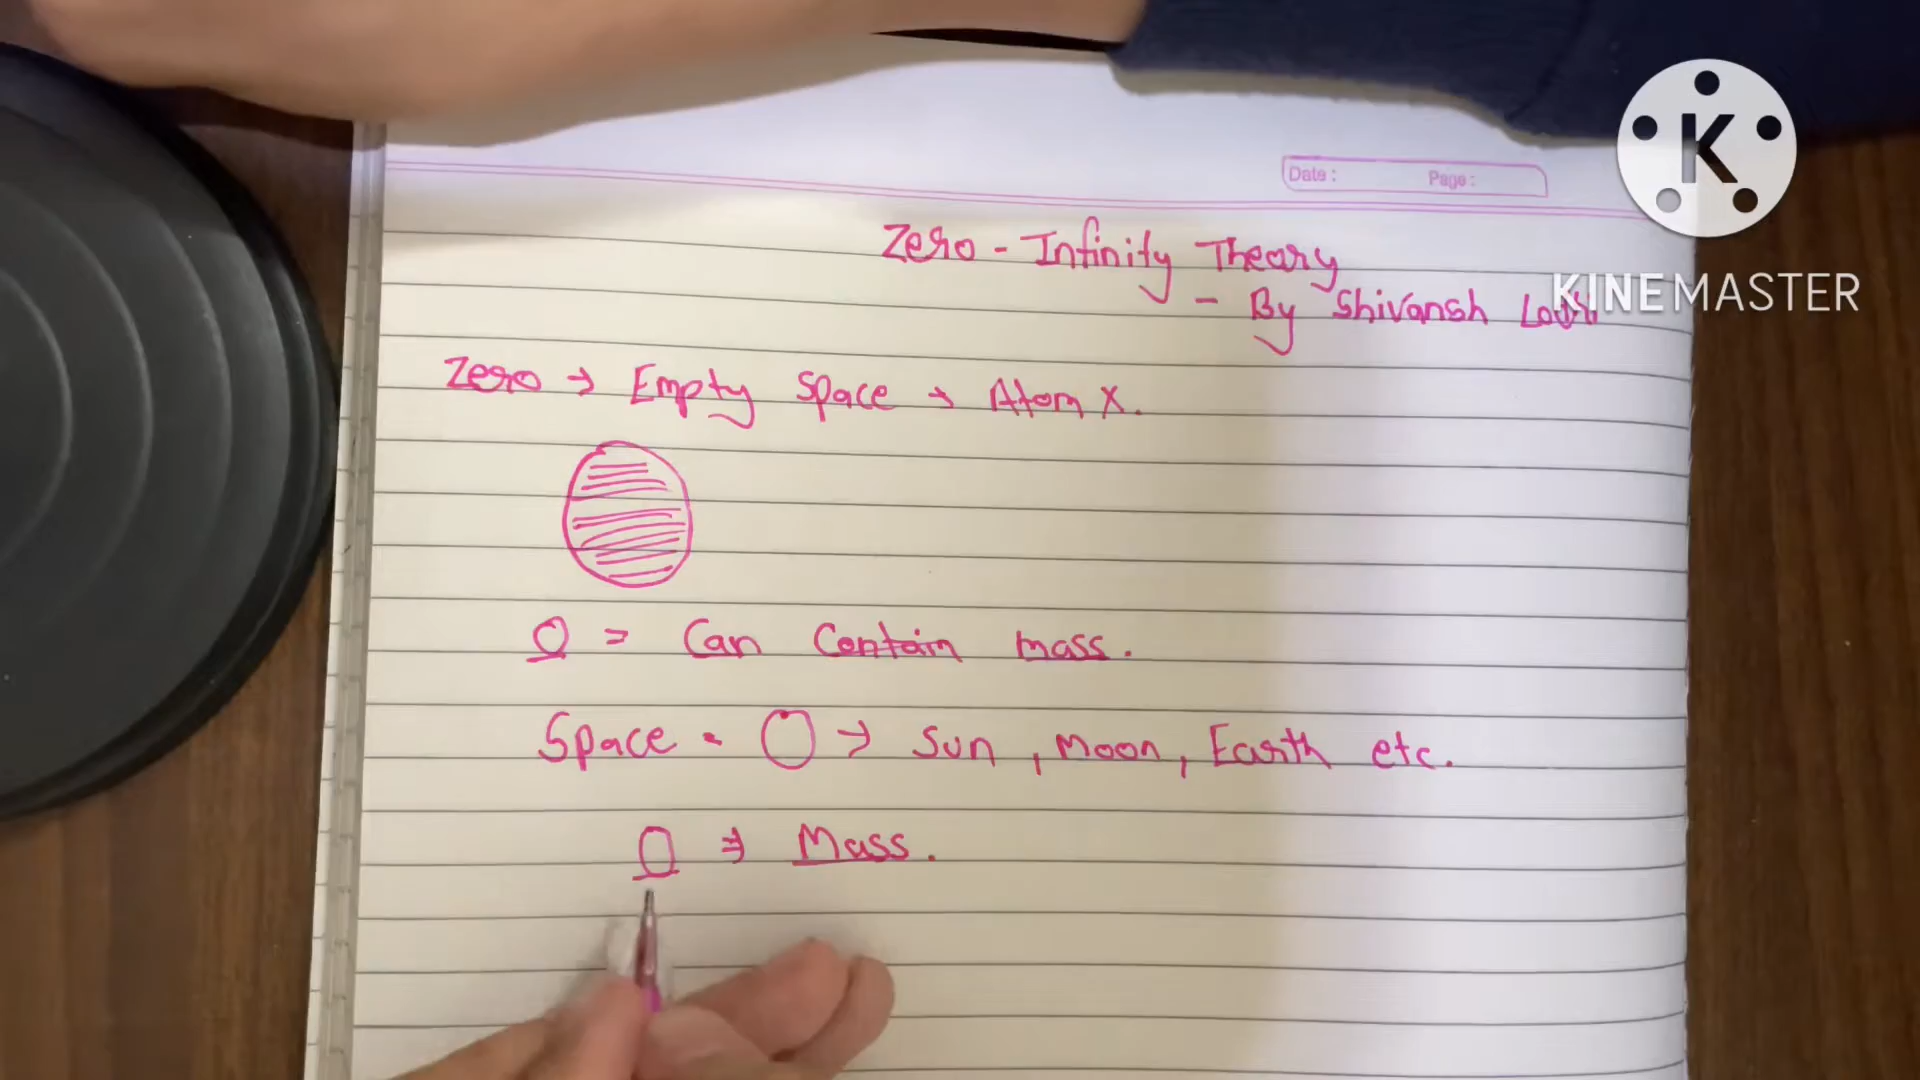 Date : Page :
Zero - Infinity Theory
- By Shivansh
KINEMASTER
Zero → Empty Space → Atom X.
0 = Can Contain mass.
Space = 0 → Sun, Moon, Earth etc.
0 ⇒ Mass.